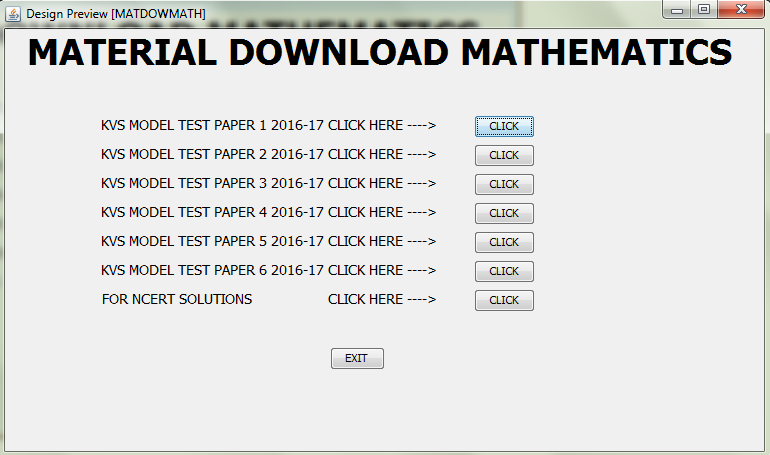 Design Preview [MATDOWMATH]
MATERIAL DOWNLOAD MATHEMATICS
KVS MODEL TEST PAPER 1 2016-17 CLICK HERE ----> CLICK
KVS MODEL TEST PAPER 2 2016-17 CLICK HERE ----> CLICK
KVS MODEL TEST PAPER 3 2016-17 CLICK HERE ----> CLICK
KVS MODEL TEST PAPER 4 2016-17 CLICK HERE ----> CLICK
KVS MODEL TEST PAPER 5 2016-17 CLICK HERE ----> CLICK
KVS MODEL TEST PAPER 6 2016-17 CLICK HERE ----> CLICK
FOR NCERT SOLUTIONS CLICK HERE ----> CLICK
EXIT